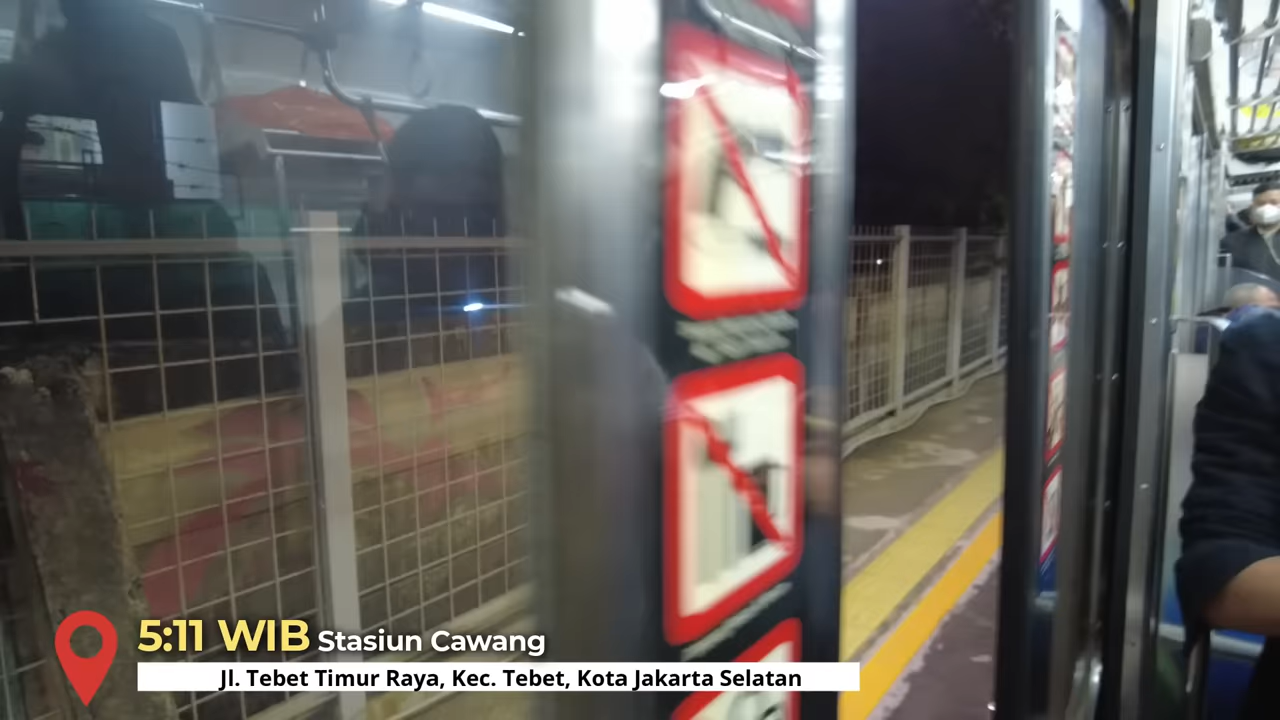 5:11 WIB Stasiun Cawang
Jl. Tebet Timur Raya, Kec. Tebet, Kota Jakarta Selatan